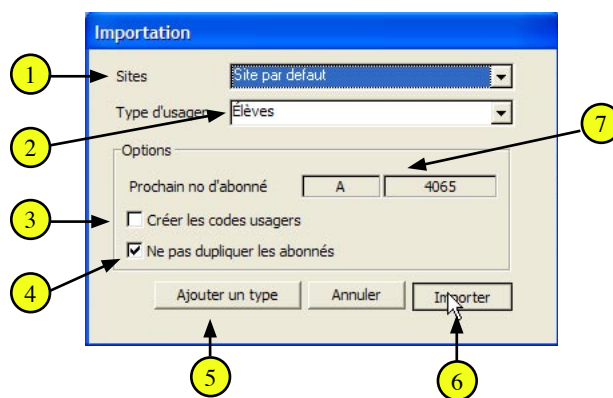 Importation
1
Sites
Site par defaut
Type d'usager
Élèves
2
7
Options
Prochain no d'abonné
A
4065
3
Créer les codes usagers
Ne pas dupliquer les abonnés
4
Ajouter un type
Annuler
Importer
5
6